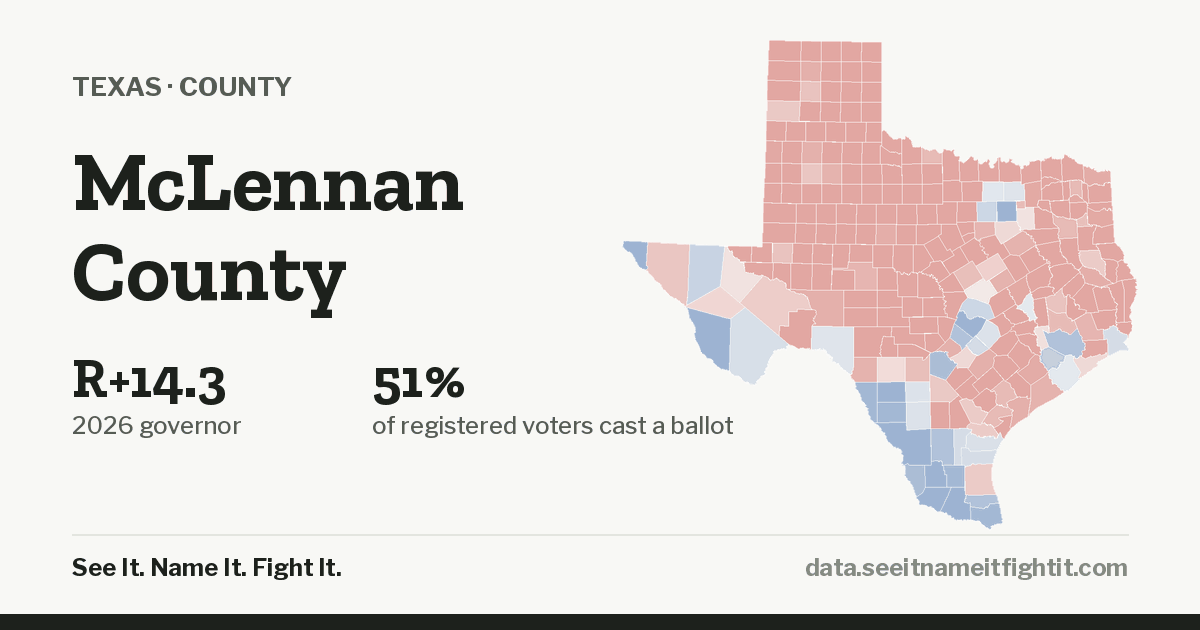 TEXAS · COUNTY
McLennan
County
R+14.3
2026 governor
51%
of registered voters cast a ballot
See It. Name It. Fight It.
data.seeitnameitfightit.com